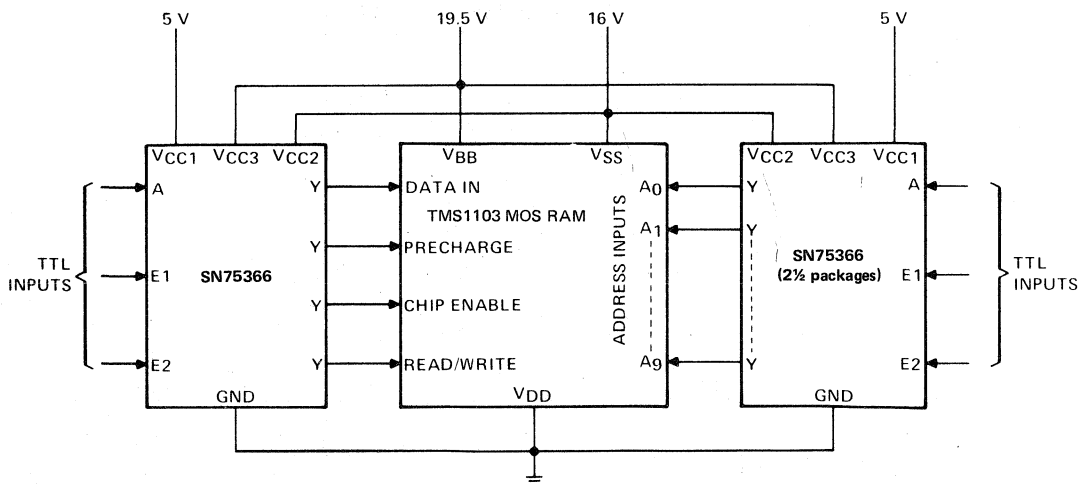 5 V
19.5 V
16 V
5 V
VCC1 VCC3 VCC2
VBB
VSS
VCC2 VCC3 VCC1
A
Y
DATA IN
A0
Y
A
TMS1103 MOS RAM
Y
PRECHARGE
A1
Y
TTL
INPUTS
E1
SN75366
ADDRESS INPUTS
SN75366
(2½ packages)
E1
TTL
INPUTS
Y
CHIP ENABLE
E2
Y
READ/WRITE
A9
Y
E2
GND
VDD
GND